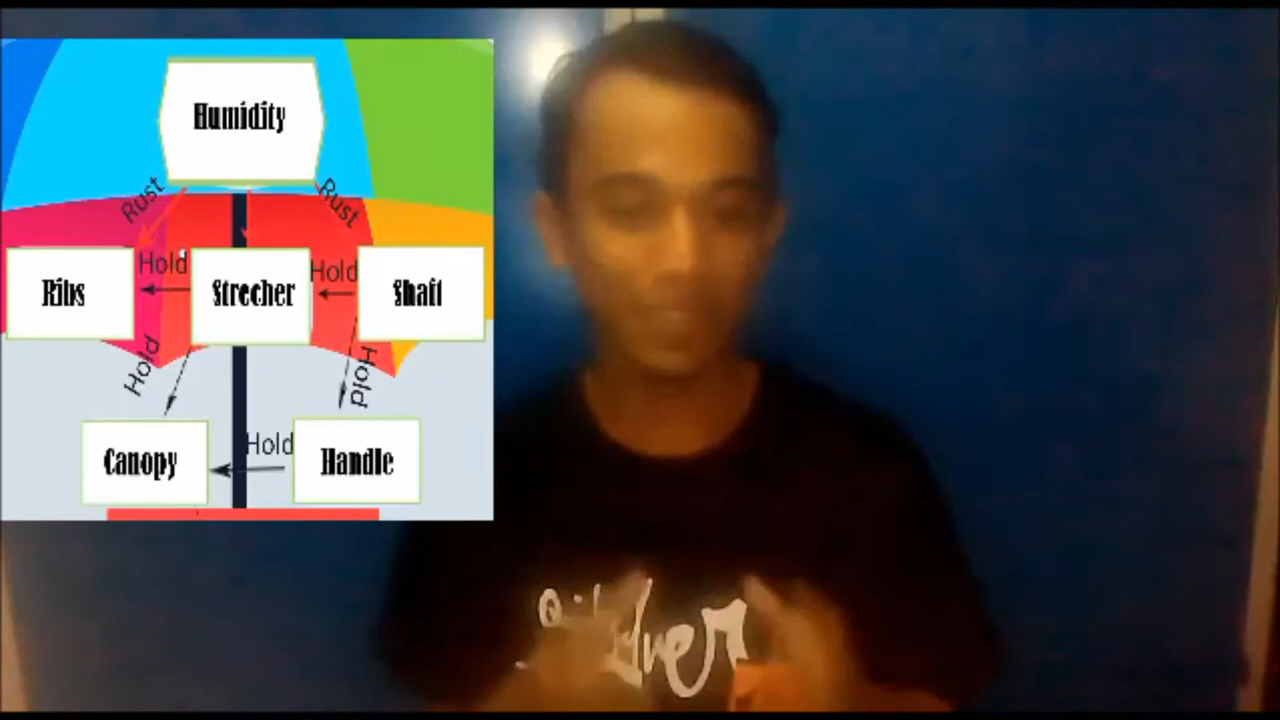 Humidity
Rust
Rust
Ribs
Hold
Strecher
Hold
Shaft
Hold
Hold
Canopy
Hold
Handle